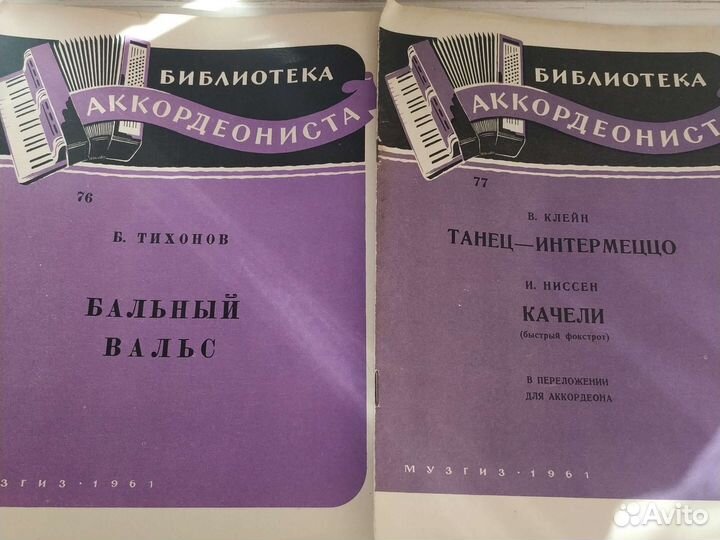 БИБЛИОТЕКА
АККОРДЕОНИСТА
76
Б. ТИХОНОВ
БАЛЬНЫЙ
ВАЛЬС
ЗГИЗ · 1961
БИБЛИОТЕКА
АККОРДЕОНИСТ
77
В. КЛЕЙН
ТАНЕЦ—ИНТЕРМЕЦЦО
И. НИССЕН
КАЧЕЛИ
(быстрый фокстрот)
В ПЕРЕЛОЖЕНИИ
ДЛЯ АККОРДЕОНА
МУЗГИЗ · 1961
Avito